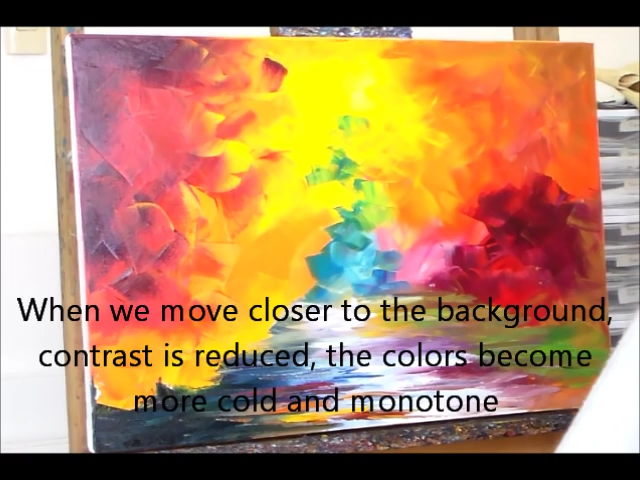 When we move closer to the background,
contrast is reduced, the colors become
more cold and monotone